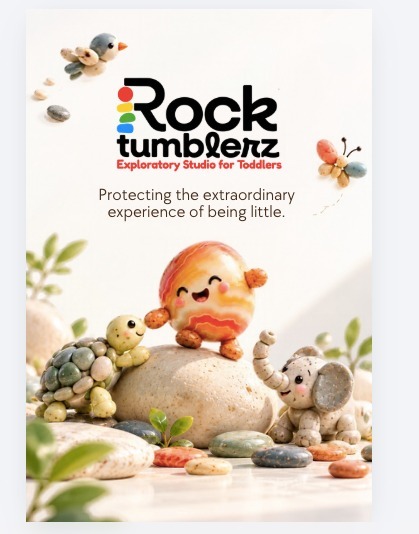 Rock
tumblerz
Exploratory Studio for Toddlers
Protecting the extraordinary
experience of being little.